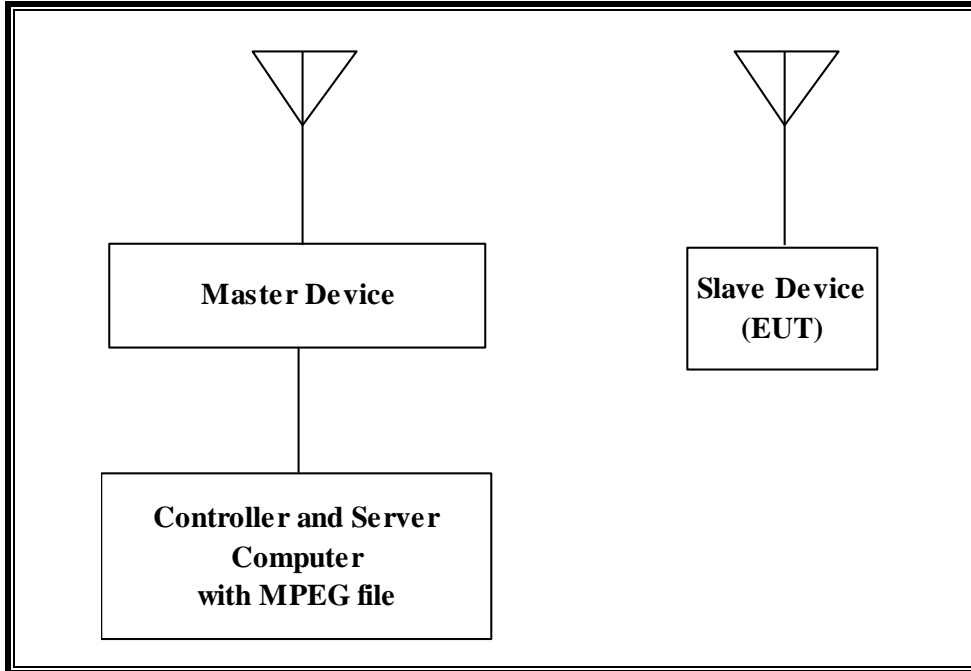 Master Device
Slave Device
(EUT)
Controller and Server
Computer
with MPEG file